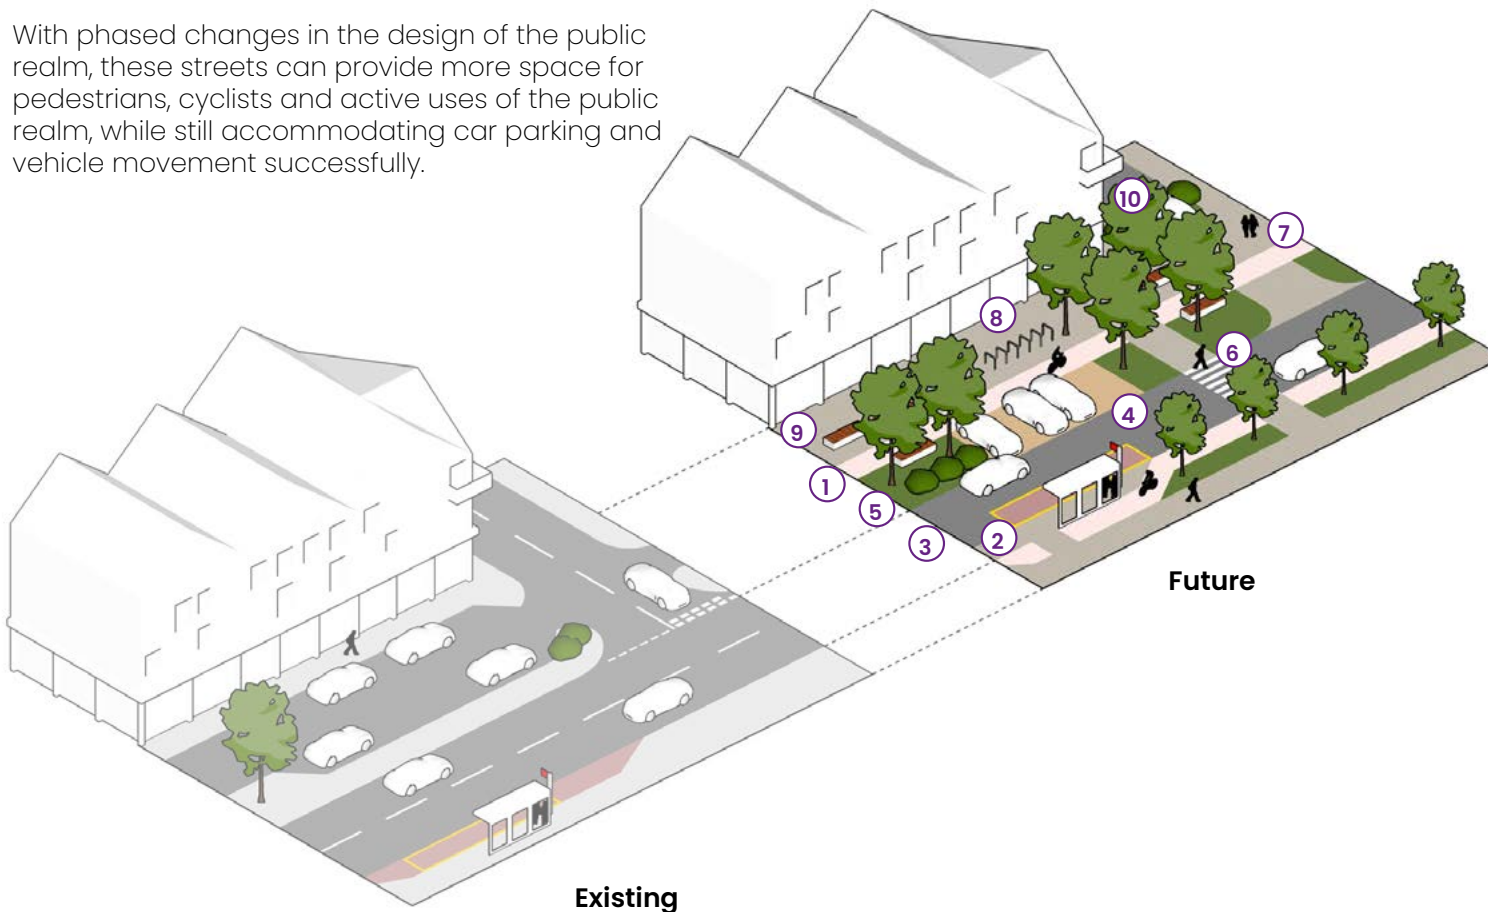 With phased changes in the design of the public
realm, these streets can provide more space for
pedestrians, cyclists and active uses of the public
realm, while still accommodating car parking and
vehicle movement successfully.
10
7
8
6
4
9
1
5
3
2
Future
Existing